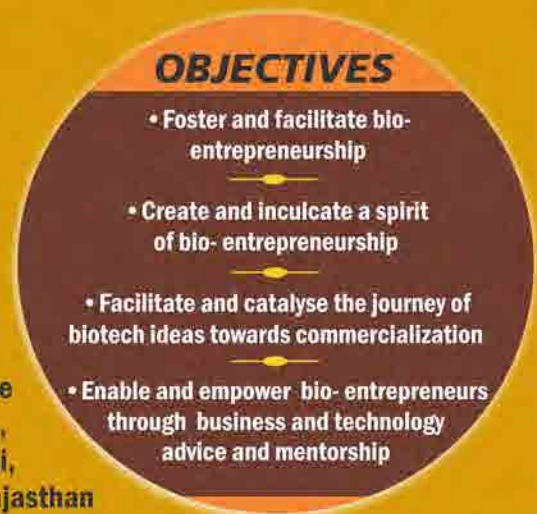 OBJECTIVES
• Foster and facilitate bio-
entrepreneurship
• Create and inculcate a spirit
of bio- entrepreneurship
• Facilitate and catalyse the journey of
biotech ideas towards commercialization
• Enable and empower bio- entrepreneurs
through business and technology
advice and mentorship